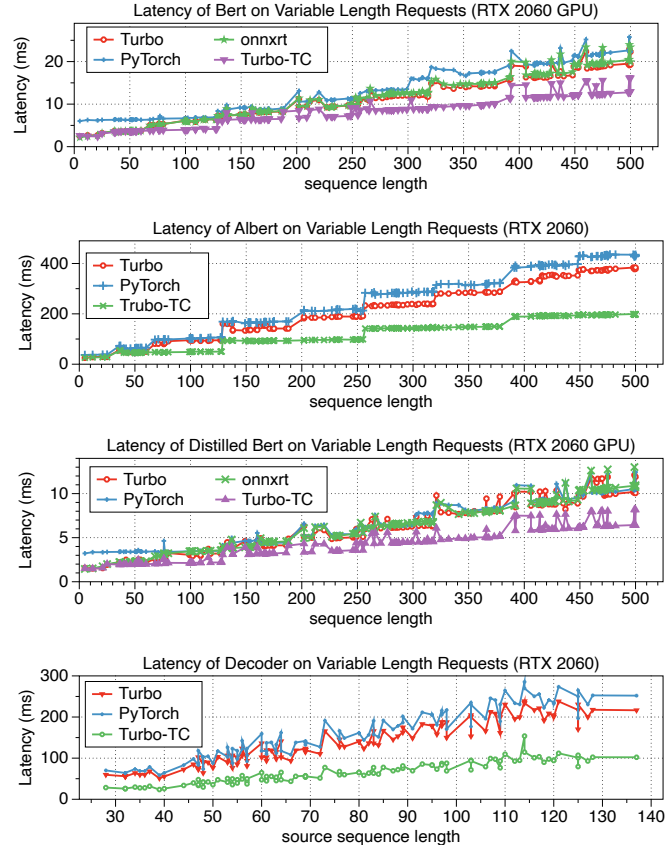 Latency of Bert on Variable Length Requests (RTX 2060 GPU)
Latency (ms)
Turbo
PyTorch
onnxrt
Turbo-TC
20
10
0
0 50 100 150 200 250 300 350 400 450 500
sequence length
Latency of Albert on Variable Length Requests (RTX 2060)
Latency (ms)
Turbo
PyTorch
Trubo-TC
400
200
0
0 50 100 150 200 250 300 350 400 450 500
sequence length
Latency of Distilled Bert on Variable Length Requests (RTX 2060 GPU)
Latency (ms)
Turbo
PyTorch
onnxrt
Turbo-TC
10
5
0
0 50 100 150 200 250 300 350 400 450 500
sequence length
Latency of Decoder on Variable Length Requests (RTX 2060)
Latency (ms)
Turbo
PyTorch
Turbo-TC
300
200
100
0
30 40 50 60 70 80 90 100 110 120 130 140
source sequence length